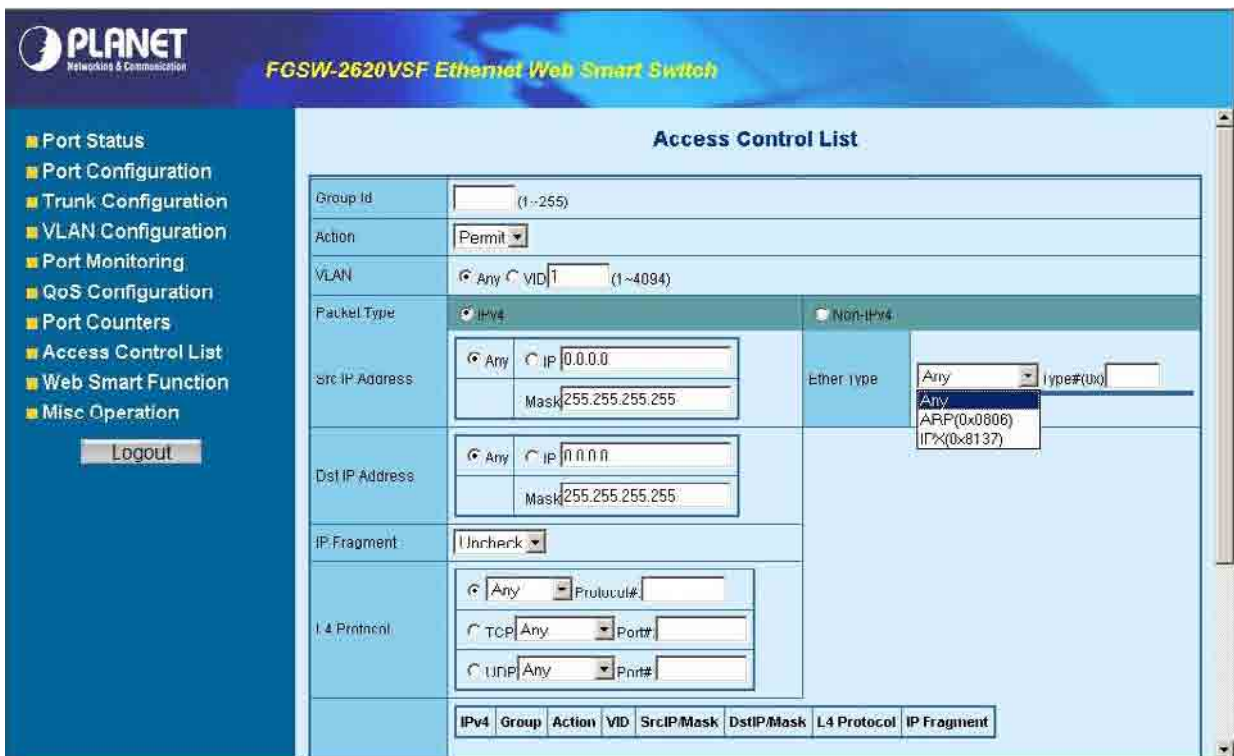 PLANET
Networking & Communication
FGSW-2620VSF Ethernet Web Smart Switch
Port Status
Port Configuration
Trunk Configuration
VLAN Configuration
Port Monitoring
QoS Configuration
Port Counters
Access Control List
Web Smart Function
Misc Operation
Logout
Access Control List
Group Id (1~255)
Action Permit
VLAN Any VID 1 (1~4094)
Packet Type IPv4 Non-IPv4
Src IP Address Any IP 0.0.0.0
Mask 255.255.255.255
Ether Type Any Type#(0x)
Any
ARP(0x0806)
IPX(0x8137)
Dst IP Address Any IP 0.0.0.0
Mask 255.255.255.255
IP Fragment Uncheck
L4 Protocol Any Protocol#
TCP Any Port#
UDP Any Port#
IPv4 Group Action VID SrcIP/Mask DstIP/Mask L4 Protocol IP Fragment